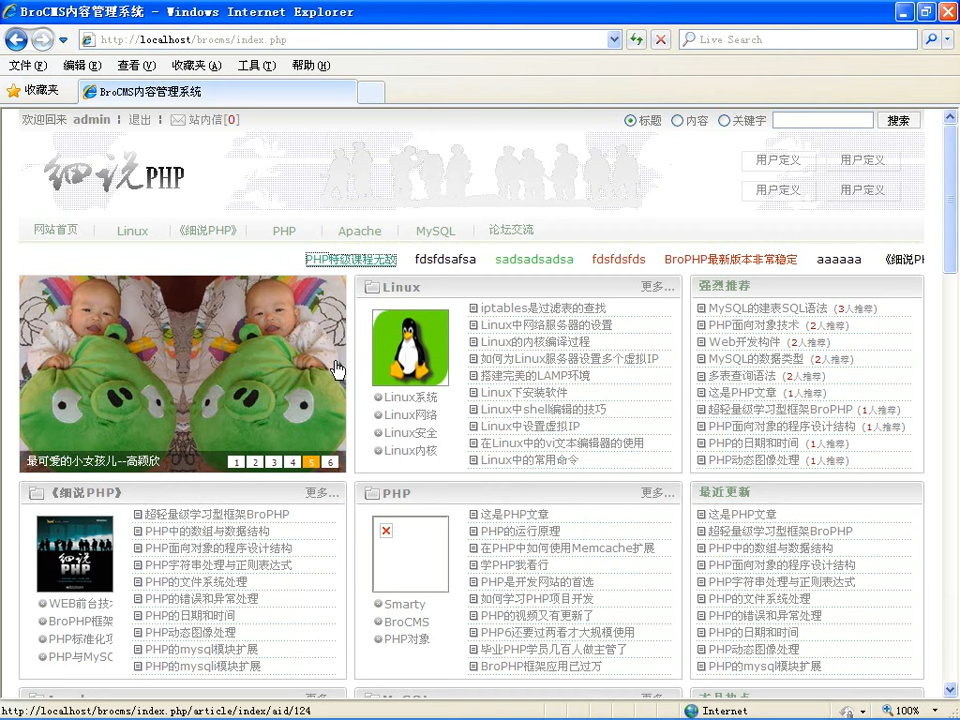 BroCMS内容管理系统 - Windows Internet Explorer
http://localhost/brocms/index.php
Live Search
文件(F) 编辑(E) 查看(V) 收藏夹(A) 工具(T) 帮助(H)
收藏夹 BroCMS内容管理系统
欢迎回来 admin | 退出 | 站内信[0] 标题 内容 关键字 搜索
细说PHP
用户定义 用户定义
用户定义 用户定义
网站首页 Linux 《细说PHP》 PHP Apache MySQL 论坛交流
PHP特级课程无敌 fdsfdsafsa sadsadsadsa fdsfdsfds BroPHP最新版本非常稳定 aaaaaa 《细说PH
最可爱的小女孩儿--高颖欣 1 2 3 4 5 6
Linux 更多...
Linux系统
Linux网络
Linux安全
Linux内核
iptables是过滤表的查找
Linux中网络服务器的设置
Linux的内核编译过程
如何为Linux服务器设置多个虚拟IP
搭建完美的LAMP环境
Linux下安装软件
Linux中shell编辑的技巧
Linux中设置虚拟IP
在Linux中的vi文本编辑器的使用
Linux中的常用命令
强烈推荐
MySQL的建表SQL语法 (3人推荐)
PHP面向对象技术 (2人推荐)
Web开发构件 (2人推荐)
MySQL的数据类型 (2人推荐)
多表查询语法 (2人推荐)
这是PHP文章 (1人推荐)
超轻量级学习型框架BroPHP (1人推荐)
PHP面向对象的程序设计结构 (1人推荐)
PHP的日期和时间 (1人推荐)
PHP动态图像处理 (1人推荐)
《细说PHP》 更多...
细说
PHP
WEB前台技
BroPHP框架
PHP标准化项
PHP与MySC
超轻量级学习型框架BroPHP
PHP中的数组与数据结构
PHP面向对象的程序设计结构
PHP字符串处理与正则表达式
PHP的文件系统处理
PHP的错误和异常处理
PHP的日期和时间
PHP动态图像处理
PHP的mysql模块扩展
PHP的mysqli模块扩展
PHP 更多...
Smarty
BroCMS
PHP对象
这是PHP文章
PHP的运行原理
在PHP中如何使用Memcache扩展
学PHP我看行
PHP是开发网站的首选
如何学习PHP项目开发
PHP的视频又有更新了
PHP6还要过两看才大规模使用
毕业PHP学员几百人做主管了
BroPHP框架应用已过万
最近更新
这是PHP文章
超轻量级学习型框架BroPHP
PHP中的数组与数据结构
PHP面向对象的程序设计结构
PHP字符串处理与正则表达式
PHP的文件系统处理
PHP的错误和异常处理
PHP的日期和时间
PHP动态图像处理
PHP的mysql模块扩展
http://localhost/brocms/index.php/article/index/aid/124 Internet 100%